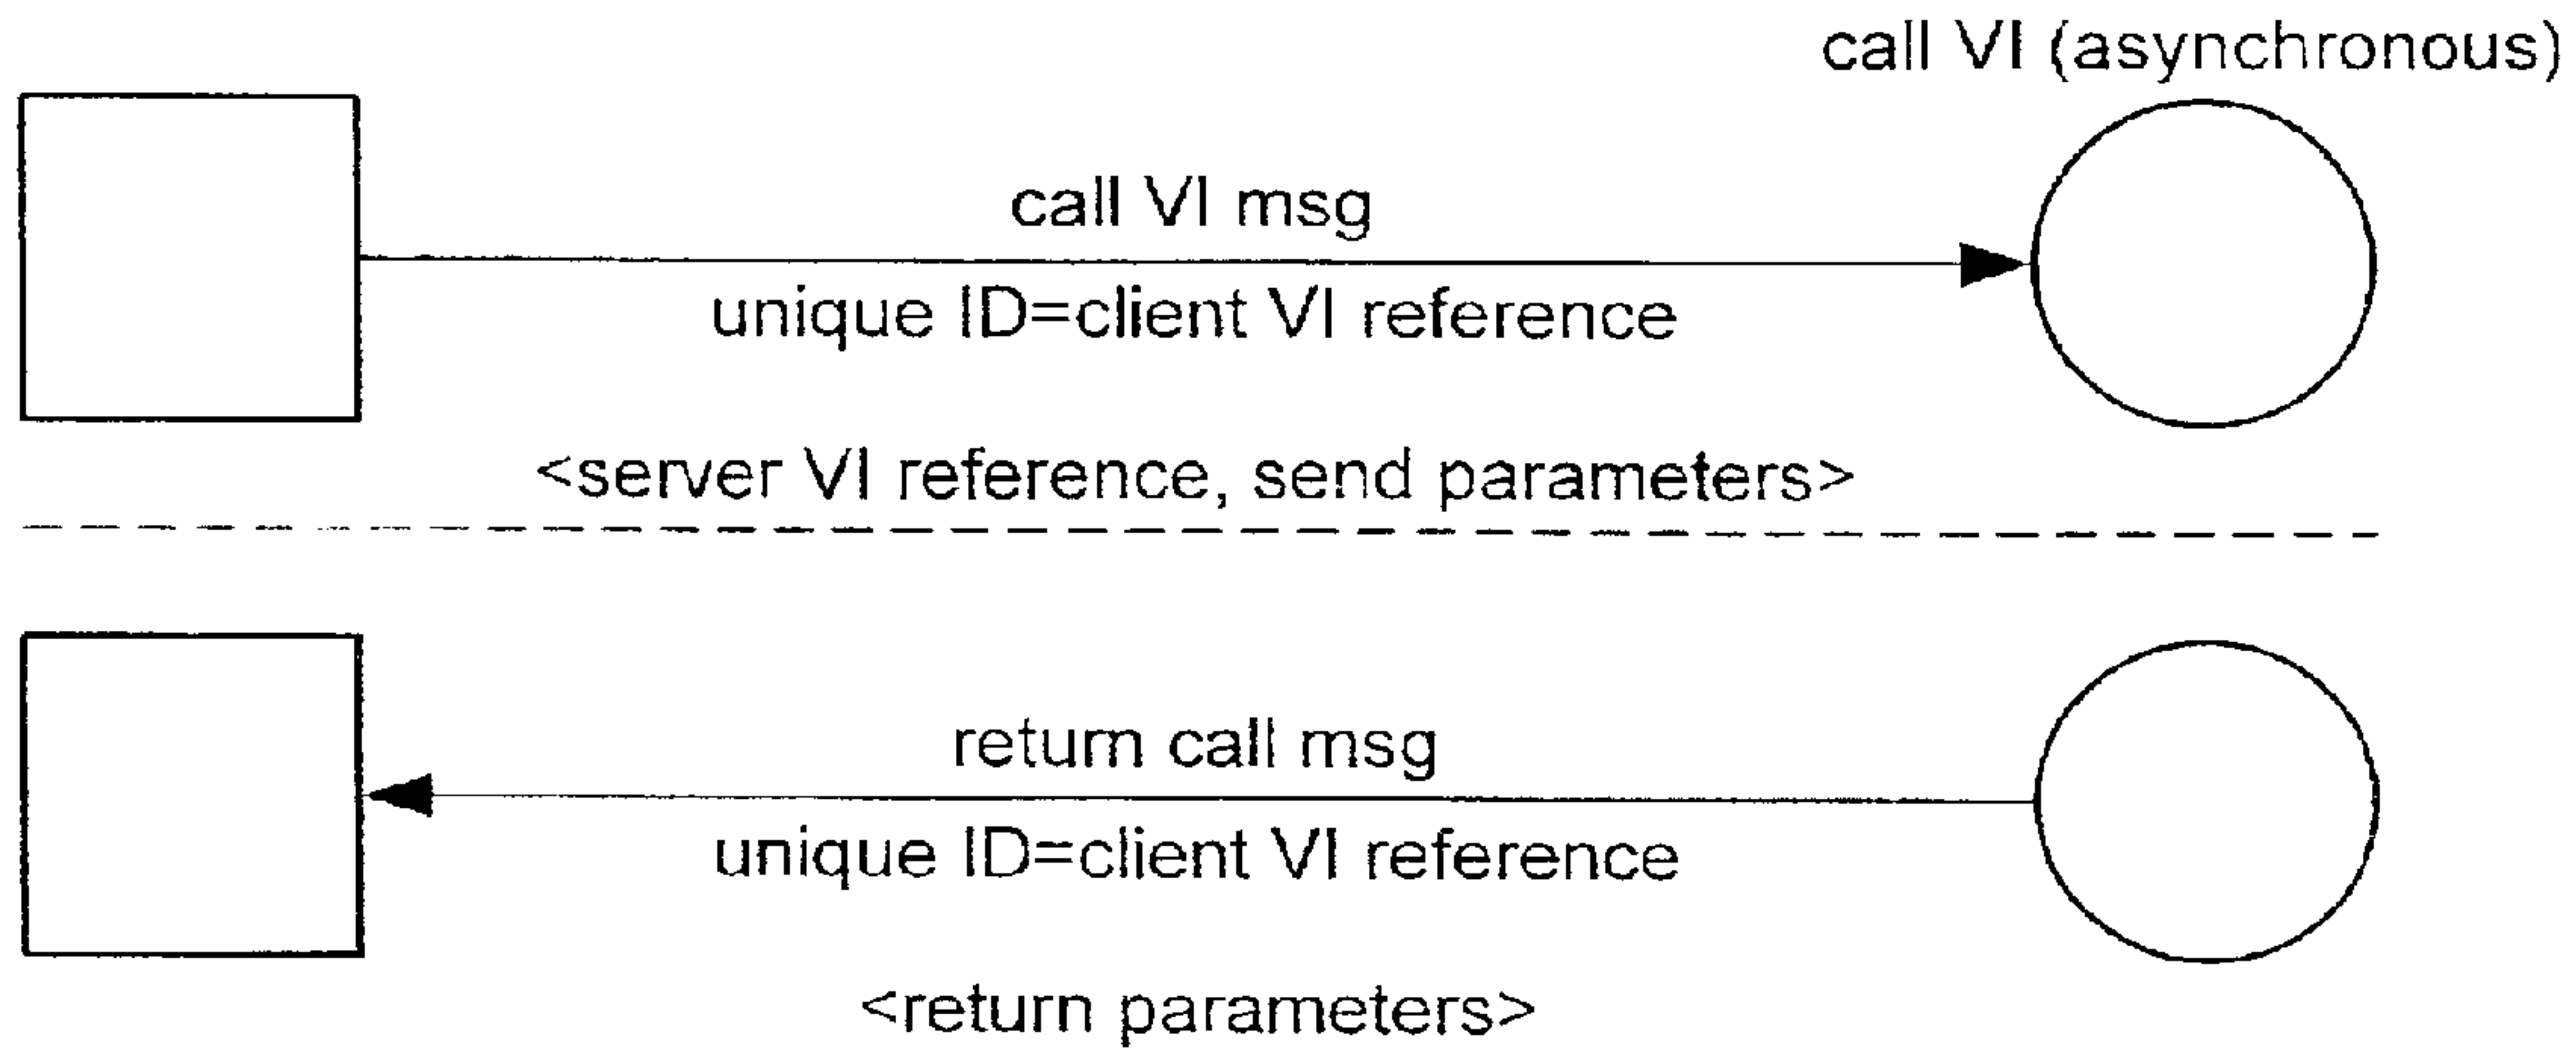 call VI (asynchronous)
call VI msg
unique ID=client VI reference
<server VI reference, send parameters>
return call msg
unique ID=client VI reference
<return parameters>